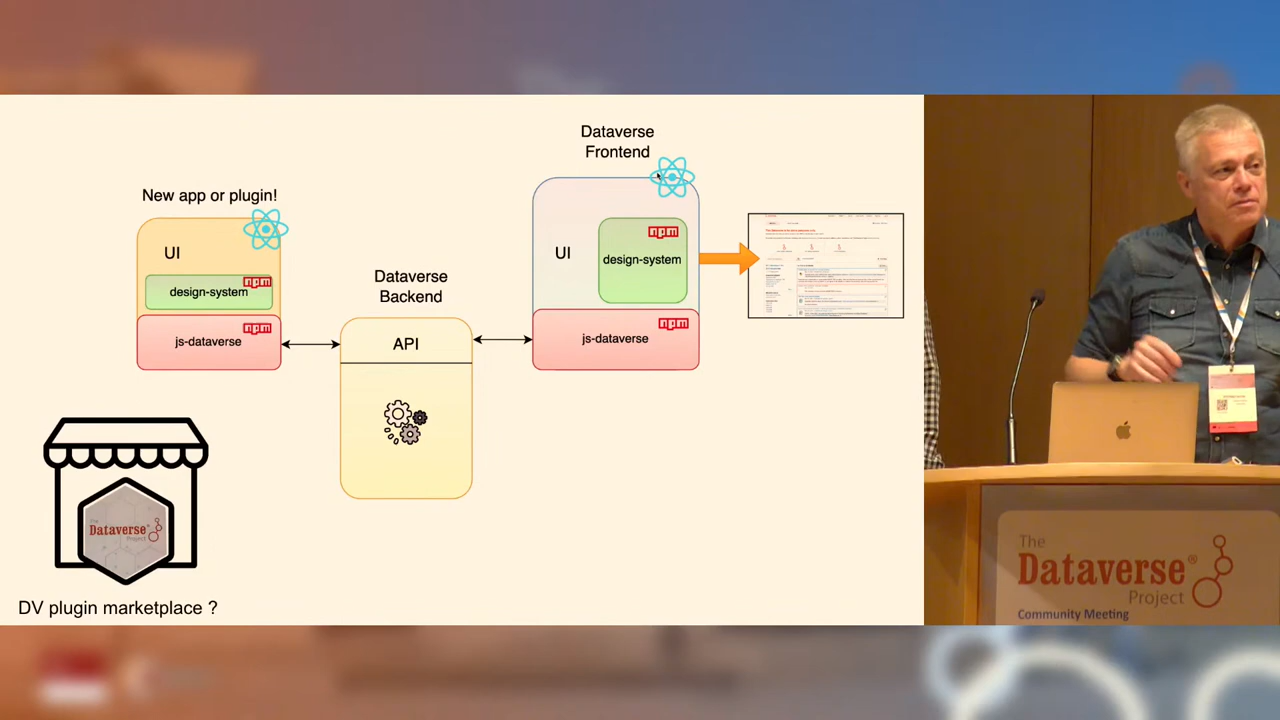 Dataverse
Frontend
New app or plugin!
UI
npm
design-system
npm
js-dataverse
Dataverse
Backend
API
UI
npm
design-system
npm
js-dataverse
The
Dataverse®
Project
DV plugin marketplace ?
The
Dataverse®
Project
Community Meeting